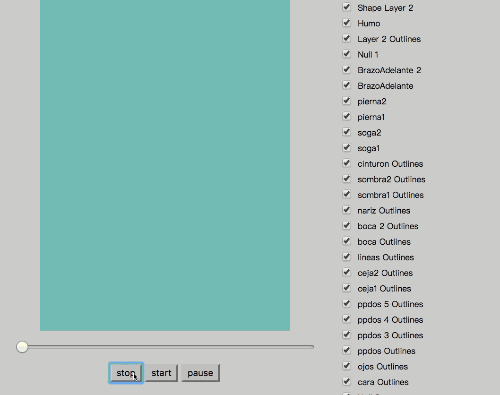 Shape Layer 2
Humo
Layer 2 Outlines
Null 1
BrazoAdelante 2
BrazoAdelante
pierna2
pierna1
soga2
soga1
cinturon Outlines
sombra2 Outlines
sombra1 Outlines
nariz Outlines
boca 2 Outlines
boca Outlines
lineas Outlines
ceja2 Outlines
ceja1 Outlines
ppdos 5 Outlines
ppdos 4 Outlines
ppdos 3 Outlines
ppdos Outlines
ojos Outlines
cara Outlines
stop start pause